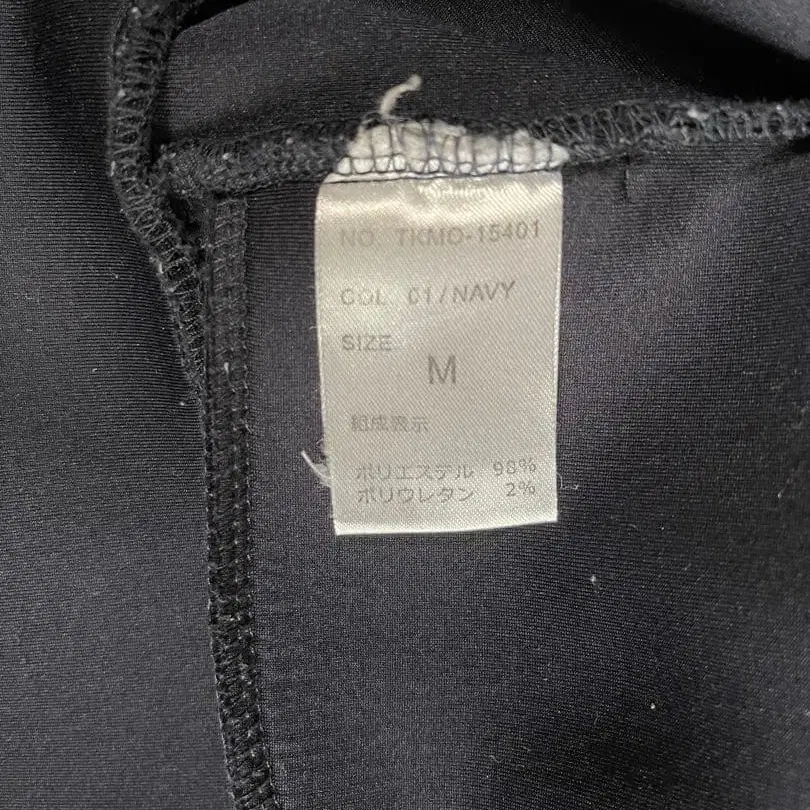 NO. TKMO-15401
COL 01/NAVY
SIZE
M
組成表示
ポリエステル 98%
ポリウレタン 2%